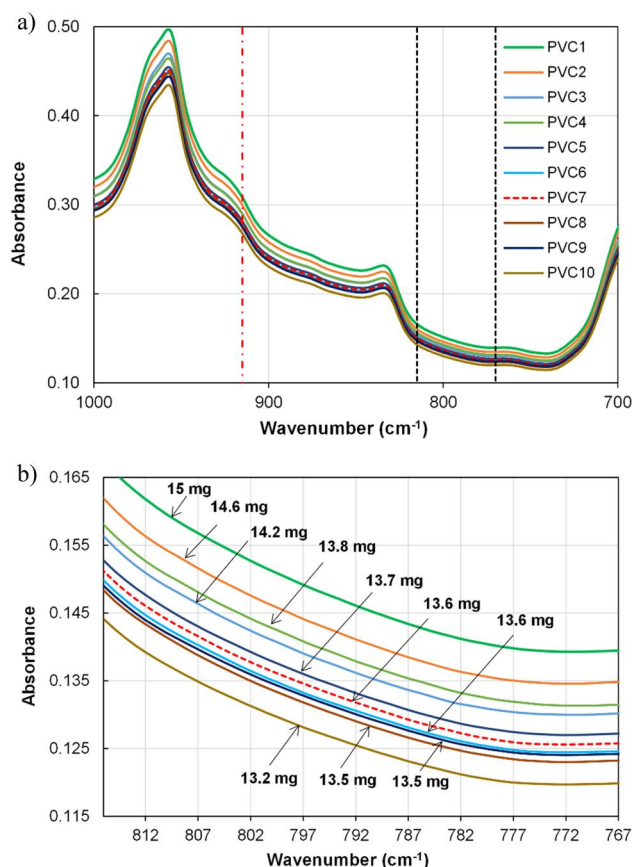 a)
0.50
0.40
0.30
0.20
0.10
Absorbance
1000
900
800
700
Wavenumber (cm-1)
PVC1
PVC2
PVC3
PVC4
PVC5
PVC6
PVC7
PVC8
PVC9
PVC10
b)
0.165
0.155
0.145
0.135
0.125
0.115
Absorbance
15 mg
14.6 mg
14.2 mg
13.8 mg
13.7 mg
13.6 mg
13.6 mg
13.2 mg
13.5 mg
13.5 mg
812
807
802
797
792
787
782
777
772
767
Wavenumber (cm-1)